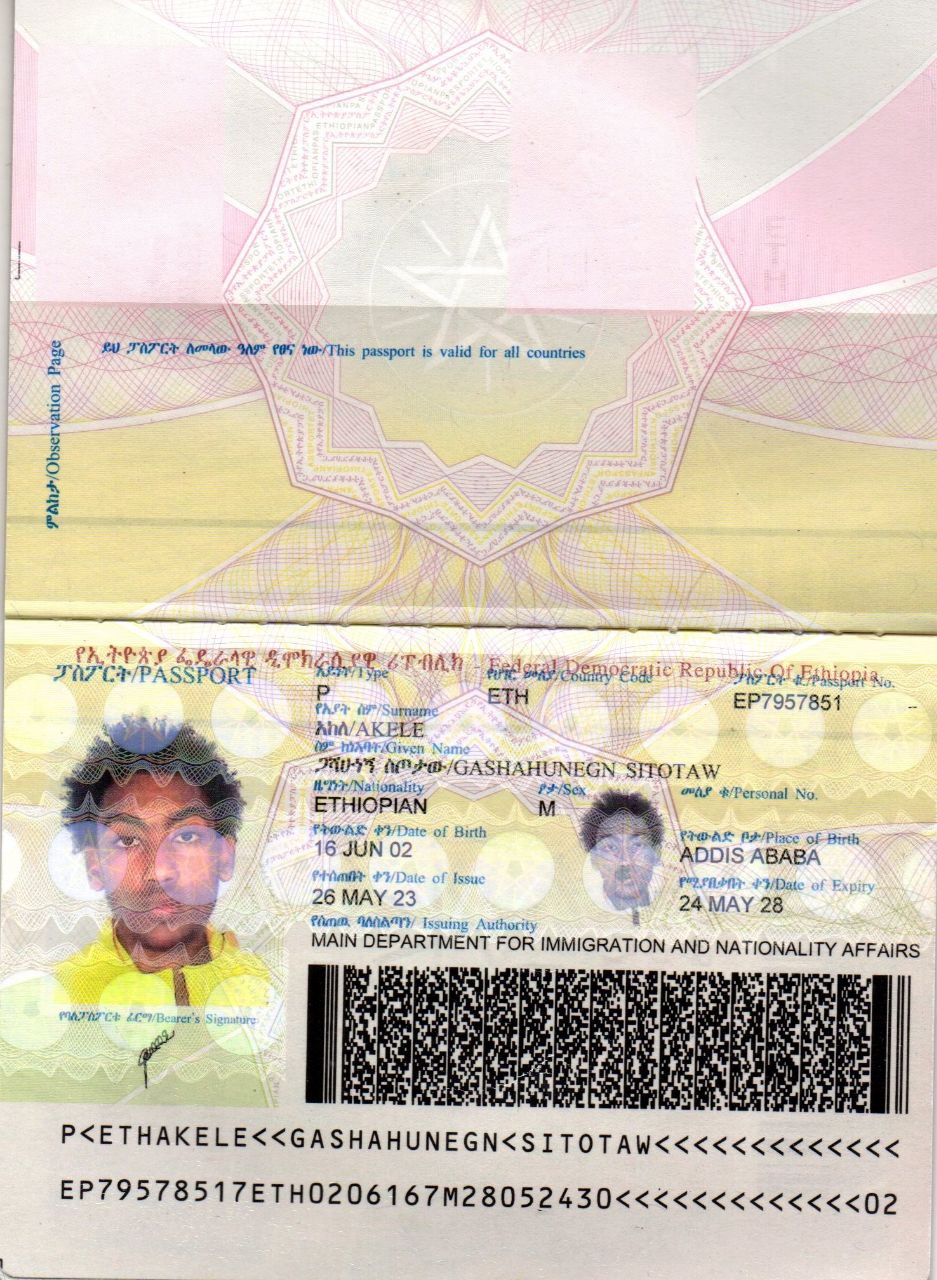 ይህ ፓስፖርት ለመላው ዓለም የፀና ነው/This passport is valid for all countries
ምልከታ/Observation Page
የኢትዮጵያ ፌዴራላዊ ዲሞክራሲያዊ ሪፐብሊክ - Federal Democratic Republic Of Ethiopia
ፓስፖርት/PASSPORT
ዓይነት/Type
የሀገር መለያ/Country Code
ፓስፖርት ቁ/Passport No.
P
ETH
EP7957851
የአያት ስም/Surname
አከለ/AKELE
ስም ከነአባት/Given Name
ጋሻሁነኝ ስጦታው/GASHAHUNEGN SITOTAW
ዜግነት/Nationality
ፆታ/Sex
መለያ ቁ/Personal No.
ETHIOPIAN
M
የትውልድ ቀን/Date of Birth
የትውልድ ቦታ/Place of Birth
16 JUN 02
ADDIS ABABA
የተሰጠበት ቀን/Date of Issue
የሚያበቃበት ቀን/Date of Expiry
26 MAY 23
24 MAY 28
የሰጠዉ ባለስልጣን/ Issuing Authority
MAIN DEPARTMENT FOR IMMIGRATION AND NATIONALITY AFFAIRS
የባለፓስፖርቱ ፊርማ/Bearer's Signature
P<ETHAKELE<<GASHAHUNEGN<SITOTAW<<<<<<<<<<<<<
EP79578517ETH0206167M28052430<<<<<<<<<<<<<02